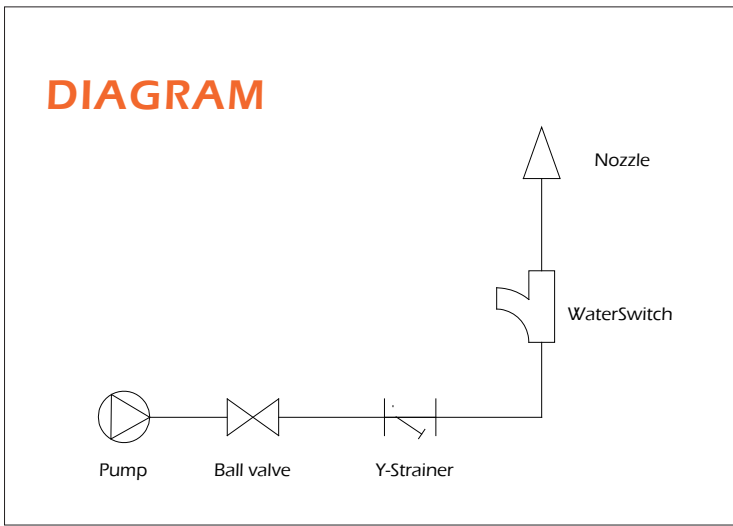 DIAGRAM
Nozzle
WaterSwitch
Pump
Ball valve
Y-Strainer